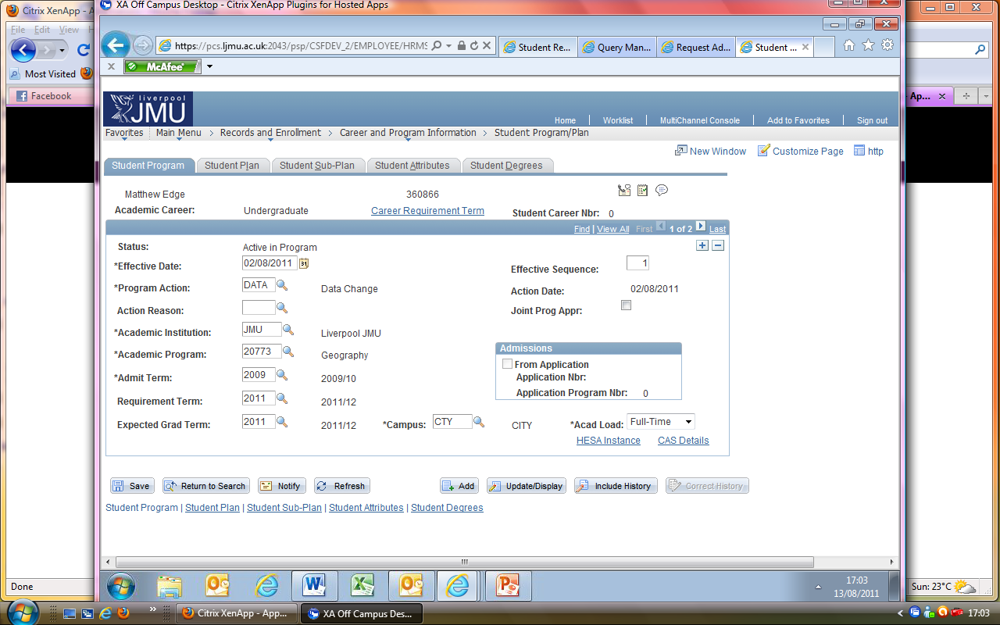 XA Off Campus Desktop - Citrix XenApp Plugins for Hosted Apps
Citrix XenApp - A
File Edit View H
https://pcs.ljmu.ac.uk:2043/psp/CSFDEV_2/EMPLOYEE/HRMS
Student Re...
Query Man...
Request Ad...
Student ...
McAfee
Most Visited
Facebook
Ap...
liverpool
JMU
Home
Worklist
MultiChannel Console
Add to Favorites
Sign out
Favorites
Main Menu > Records and Enrollment > Career and Program Information > Student Program/Plan
New Window
Customize Page
http
Student Program
Student Plan
Student Sub-Plan
Student Attributes
Student Degrees
Matthew Edge
360866
Academic Career: Undergraduate
Career Requirement Term
Student Career Nbr: 0
Find | View All First 1 of 2 Last
Status: Active in Program
*Effective Date: 02/08/2011 31
Effective Sequence: 1
*Program Action: DATA Data Change
Action Date: 02/08/2011
Action Reason:
Joint Prog Appr:
*Academic Institution: JMU Liverpool JMU
*Academic Program: 20773 Geography
Admissions
From Application
Application Nbr:
Application Program Nbr: 0
*Admit Term: 2009 2009/10
Requirement Term: 2011 2011/12
Expected Grad Term: 2011 2011/12
*Campus: CTY CITY
*Acad Load: Full-Time
HESA Instance
CAS Details
Save
Return to Search
Notify
Refresh
Add
Update/Display
Include History
Correct History
Student Program | Student Plan | Student Sub-Plan | Student Attributes | Student Degrees
Done
17:03
13/08/2011
Sun: 23°C
Citrix XenApp - App...
XA Off Campus Des...
17:03